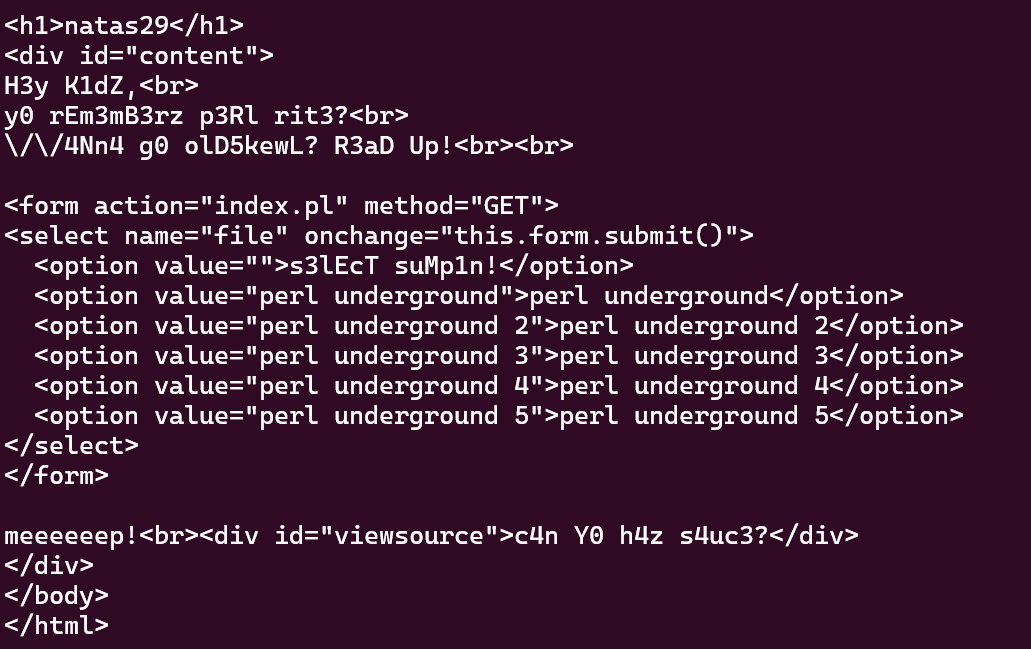 <h1>natas29</h1>
<div id="content">
H3y K1dZ,<br>
y0 rEm3mB3rz p3Rl rit3?<br>
\/\/4Nn4 g0 olD5kewL? R3aD Up!<br><br>

<form action="index.pl" method="GET">
<select name="file" onchange="this.form.submit()">
  <option value="">s3lEcT suMp1n!</option>
  <option value="perl underground">perl underground</option>
  <option value="perl underground 2">perl underground 2</option>
  <option value="perl underground 3">perl underground 3</option>
  <option value="perl underground 4">perl underground 4</option>
  <option value="perl underground 5">perl underground 5</option>
</select>
</form>

meeeeeep!<br><div id="viewsource">c4n Y0 h4z s4uc3?</div>
</div>
</body>
</html>